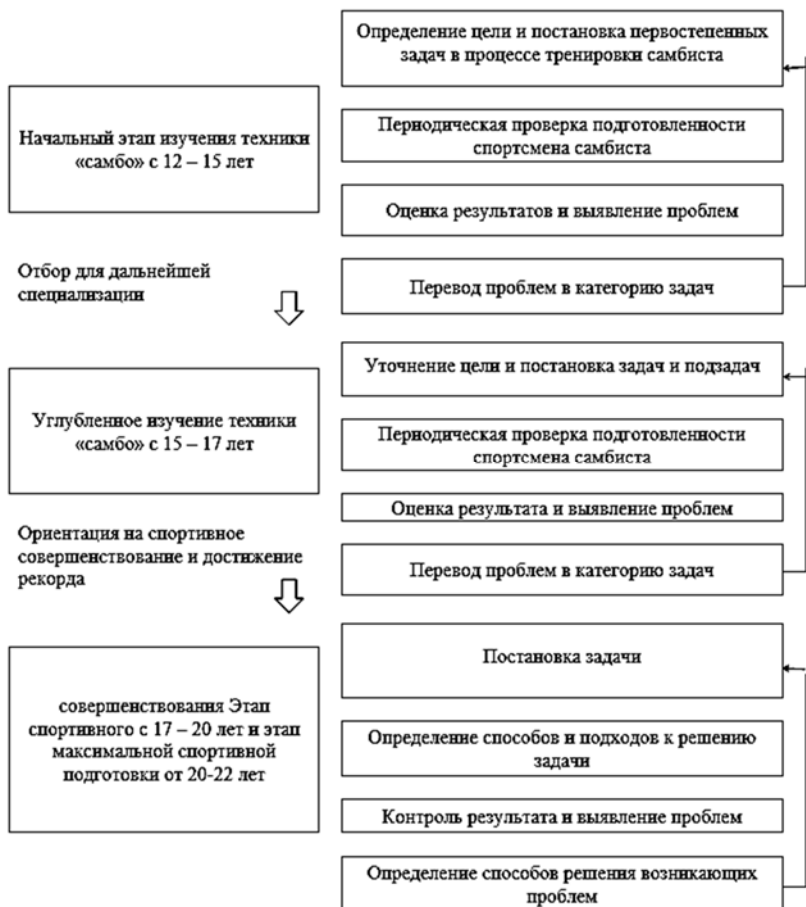 Определение цели и постановка первостепенных
задач в процессе тренировки самбиста
Начальный этап изучения техники
«самбо» с 12 – 15 лет
Периодическая проверка подготовленности
спортсмена самбиста
Оценка результатов и выявление проблем
Перевод проблем в категорию задач
Отбор для дальнейшей
специализации
Уточнение цели и постановка задач и подзадач
Углубленное изучение техники
«самбо» с 15 – 17 лет
Периодическая проверка подготовленности
спортсмена самбиста
Оценка результата и выявление проблем
Перевод проблем в категорию задач
Ориентация на спортивное
совершенствование и достижение
рекорда
Постановка задачи
совершенствования Этап
спортивного с 17 – 20 лет и этап
максимальной спортивной
подготовки от 20-22 лет
Определение способов и подходов к решению
задачи
Контроль результата и выявление проблем
Определение способов решения возникающих
проблем